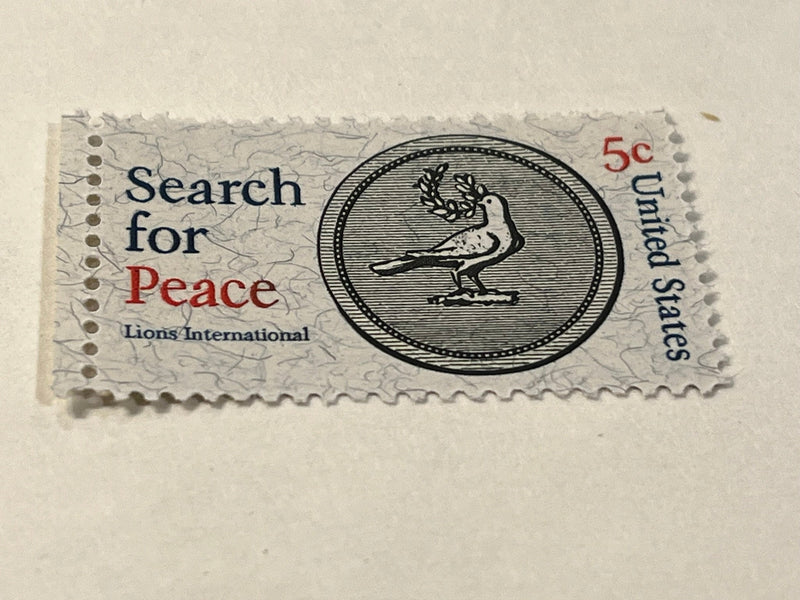 Search
for
Peace
Lions International
5c
United States